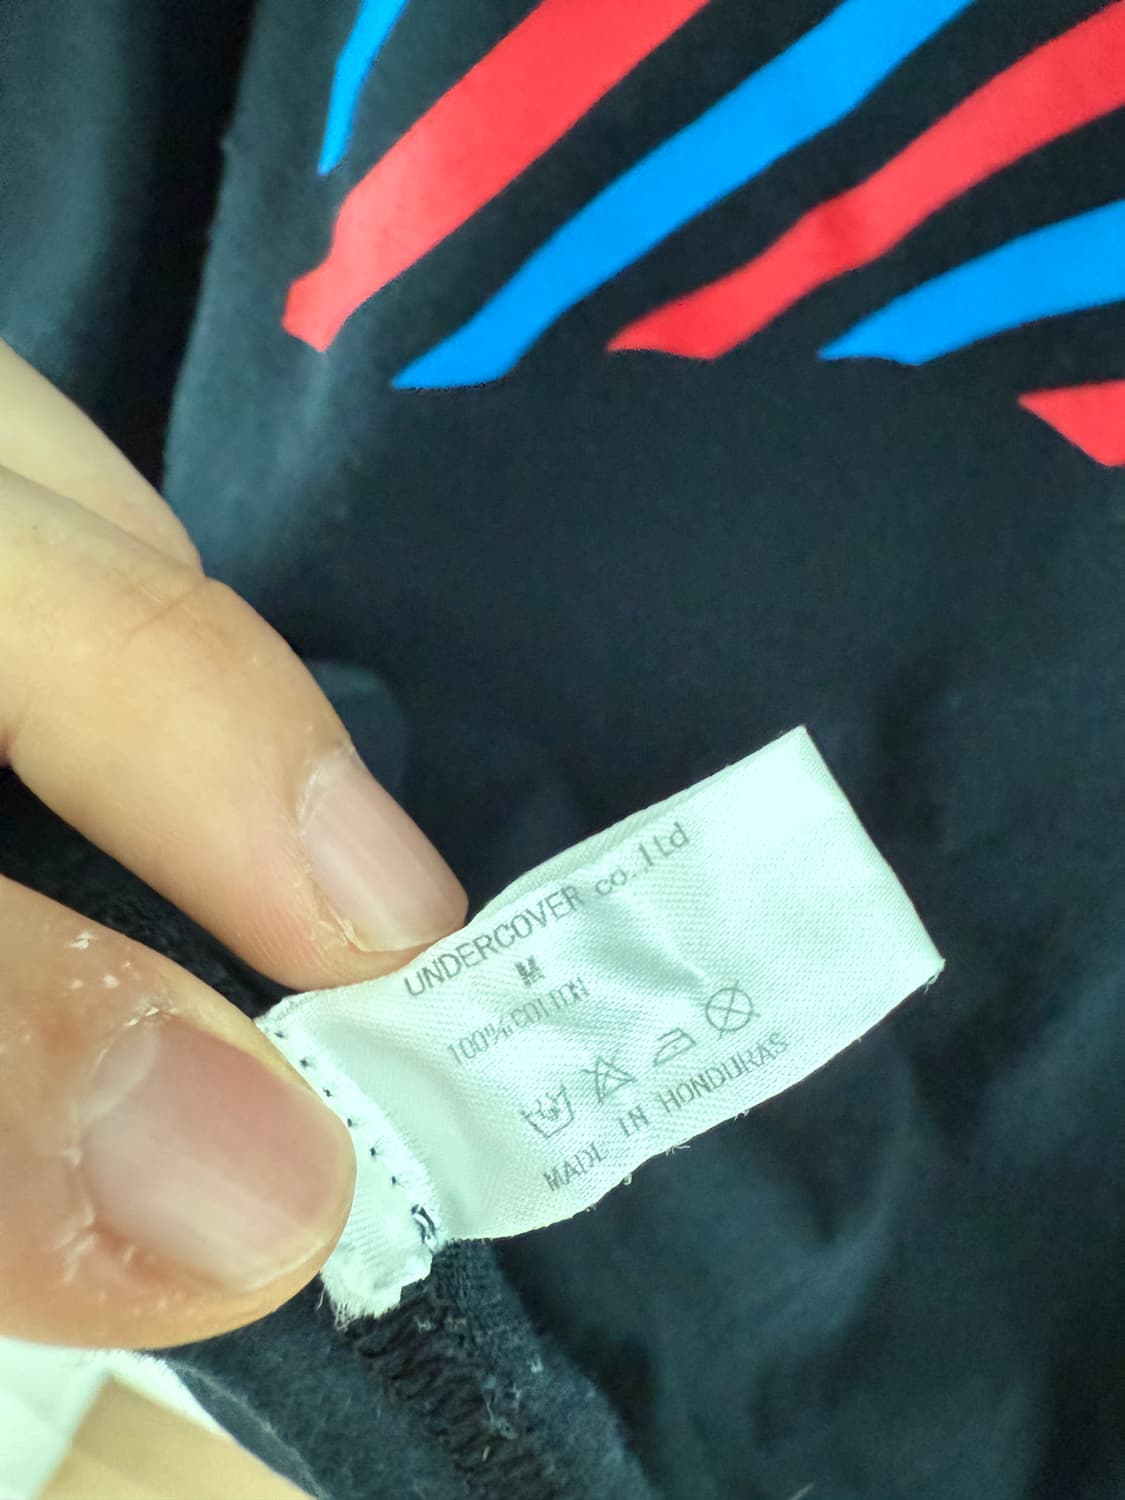 UNDERCOVER co.,Ltd
M
100%COTTON
MADE IN HONDURAS